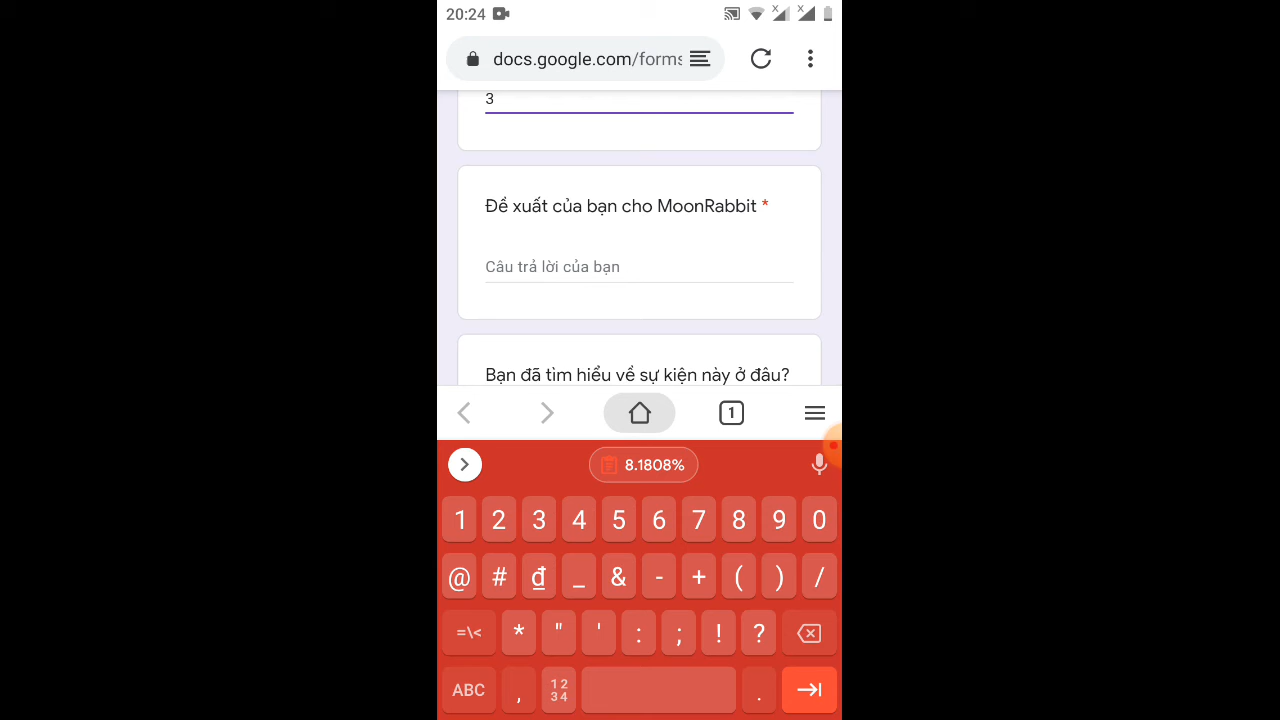 20:24
docs.google.com/forms
3
Đề xuất của bạn cho MoonRabbit *
Câu trả lời của bạn
Bạn đã tìm hiểu về sự kiện này ở đâu?
1
8.1808%
1 2 3 4 5 6 7 8 9 0
@ # đ _ & - + ( ) /
=\< * " ' : ; ! ?
ABC , 12 34 .